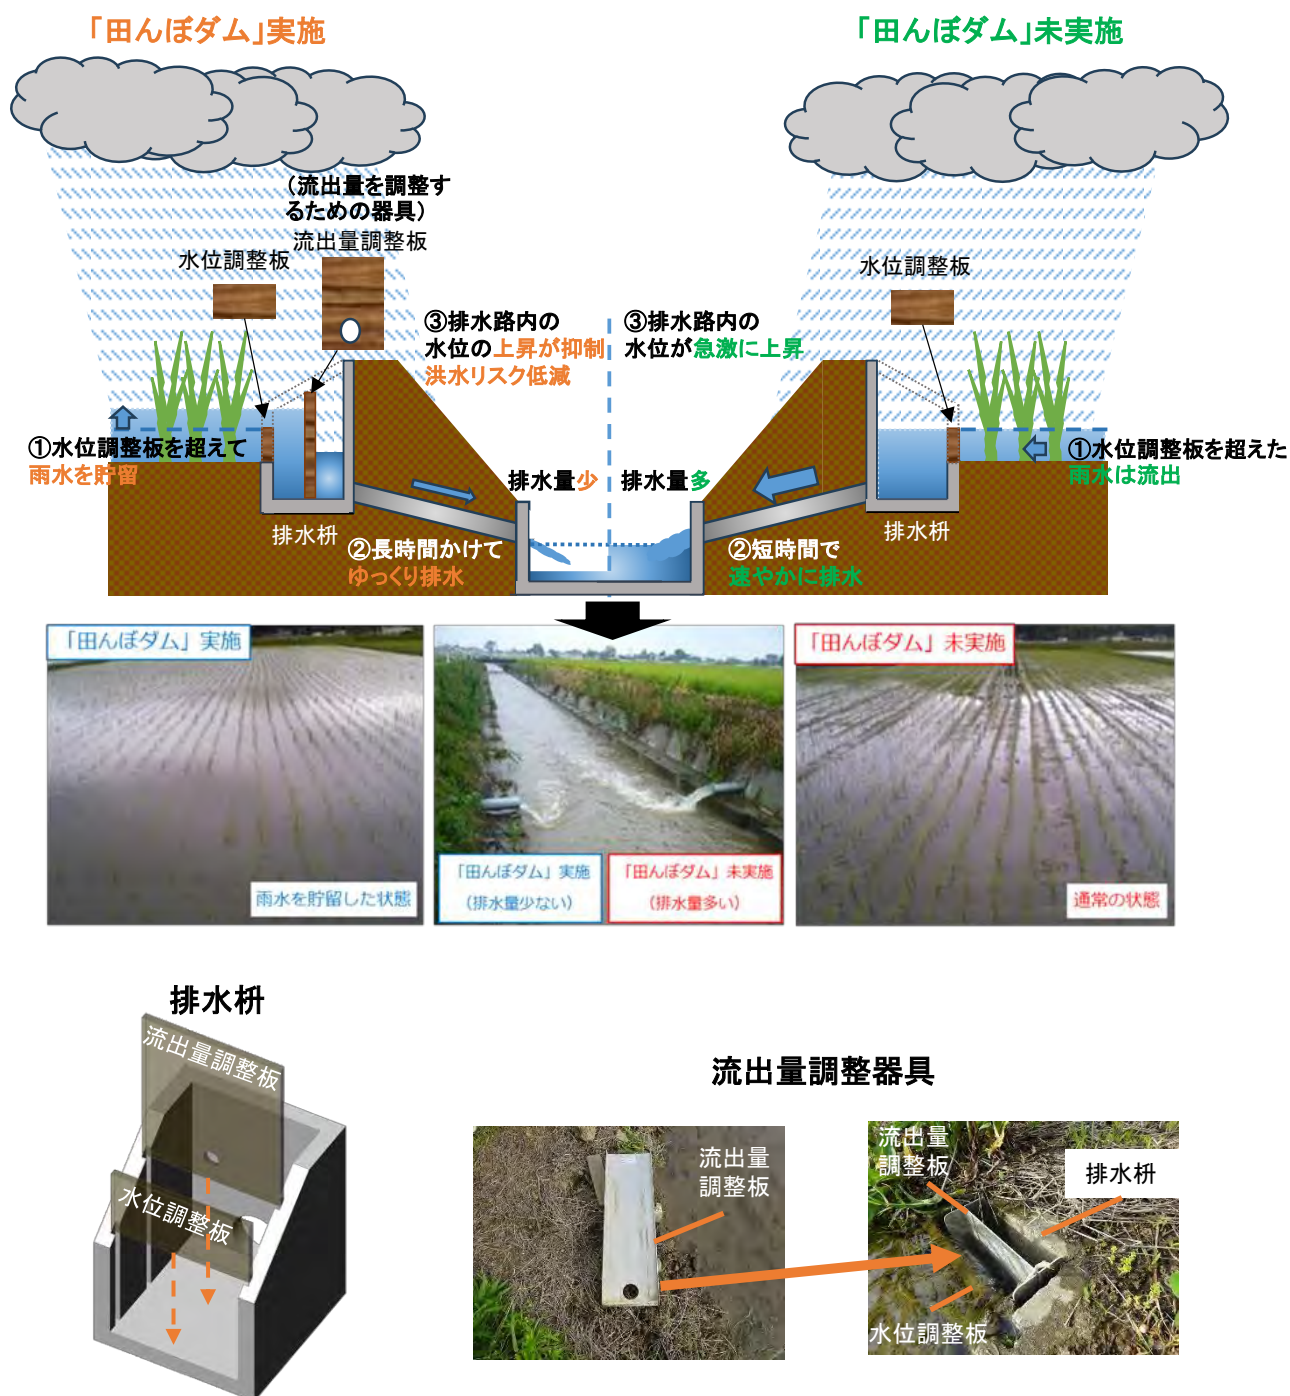 「田んぼダム」実施
「田んぼダム」未実施
(流出量を調整す
るための器具)
流出量調整板
水位調整板
水位調整板
③排水路内の
水位の上昇が抑制
洪水リスク低減
③排水路内の
水位が急激に上昇
①水位調整板を超えて
雨水を貯留
①水位調整板を超えた
雨水は流出
排水量少
排水量多
排水枡
排水枡
②長時間かけて
ゆっくり排水
②短時間で
速やかに排水
「田んぼダム」実施
雨水を貯留した状態
「田んぼダム」実施
(排水量少ない)
「田んぼダム」未実施
(排水量多い)
「田んぼダム」未実施
通常の状態
排水枡
流出量調整板
水位調整板
流出量調整器具
流出量
調整板
流出量
調整板
排水枡
水位調整板